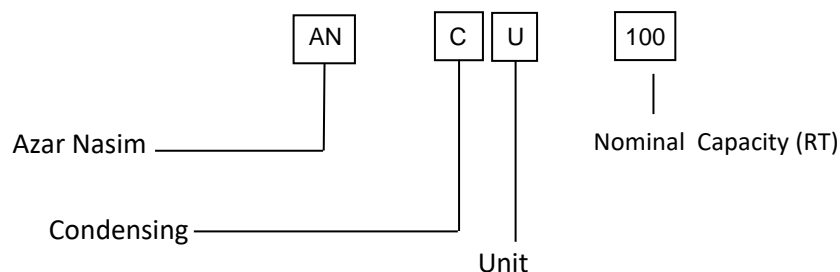 AN C U 100
Azar Nasim
Nominal Capacity (RT)
Condensing
Unit